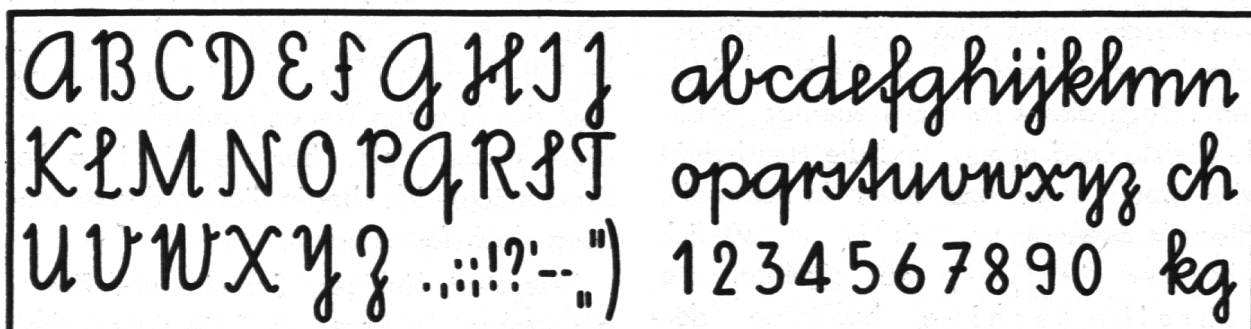 ABCDEFGHIJ
KLMNOPQRST
UVWXYZ .,:;!?'--„")
abcdefghijklmn
opqrstuvwxyz ch
1234567890 kg